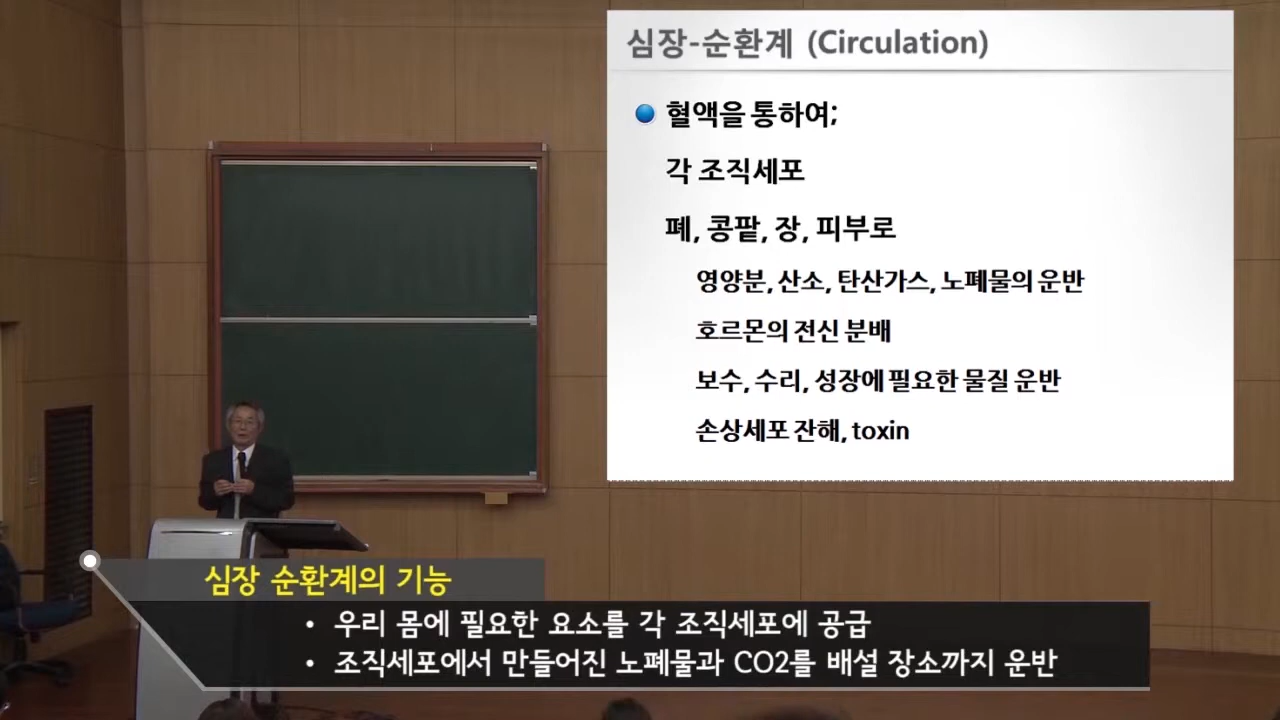 심장-순환계 (Circulation)
혈액을 통하여;
각 조직세포
폐, 콩팥, 장, 피부로
영양분, 산소, 탄산가스, 노폐물의 운반
호르몬의 전신 분배
보수, 수리, 성장에 필요한 물질 운반
손상세포 잔해, toxin
심장 순환계의 기능
• 우리 몸에 필요한 요소를 각 조직세포에 공급
• 조직세포에서 만들어진 노폐물과 CO2를 배설 장소까지 운반